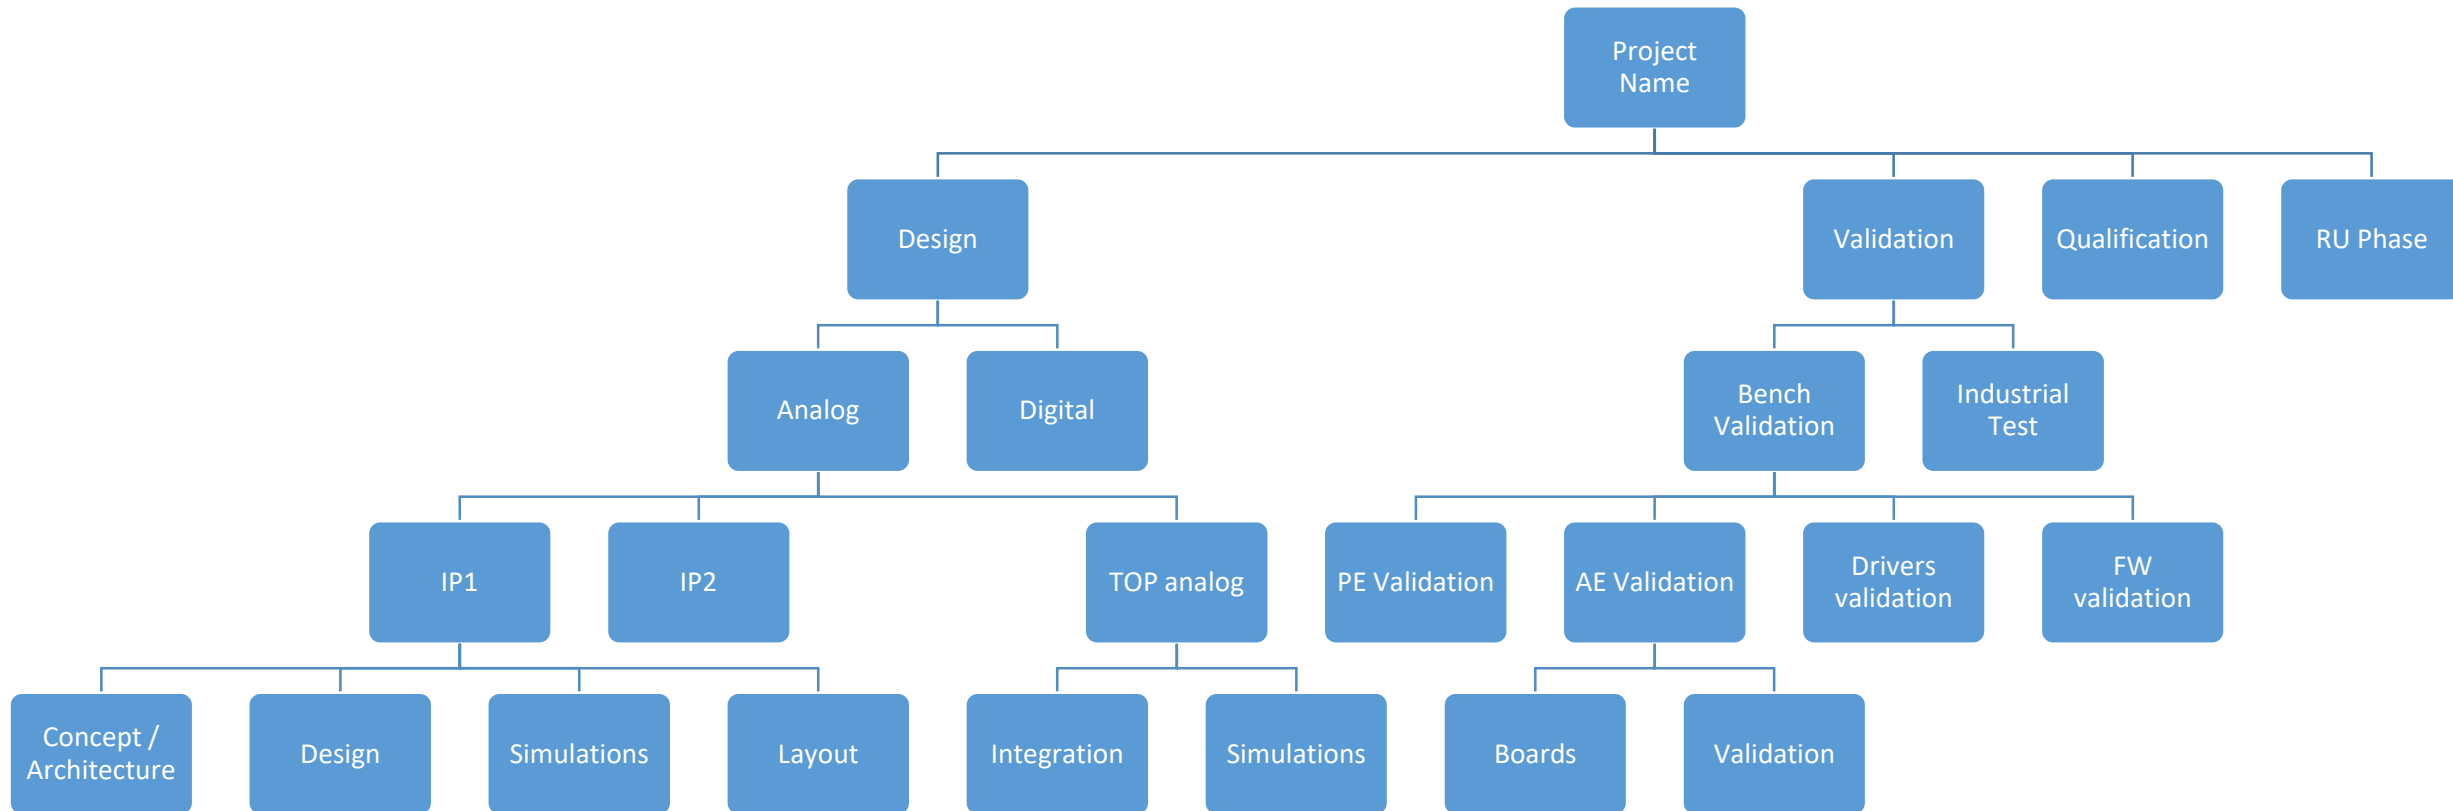 Project
Name
Design
Validation
Qualification
RU Phase
Analog
Digital
Bench
Validation
Industrial
Test
IP1
IP2
TOP analog
PE Validation
AE Validation
Drivers
validation
FW
validation
Concept /
Architecture
Design
Simulations
Layout
Integration
Simulations
Boards
Validation